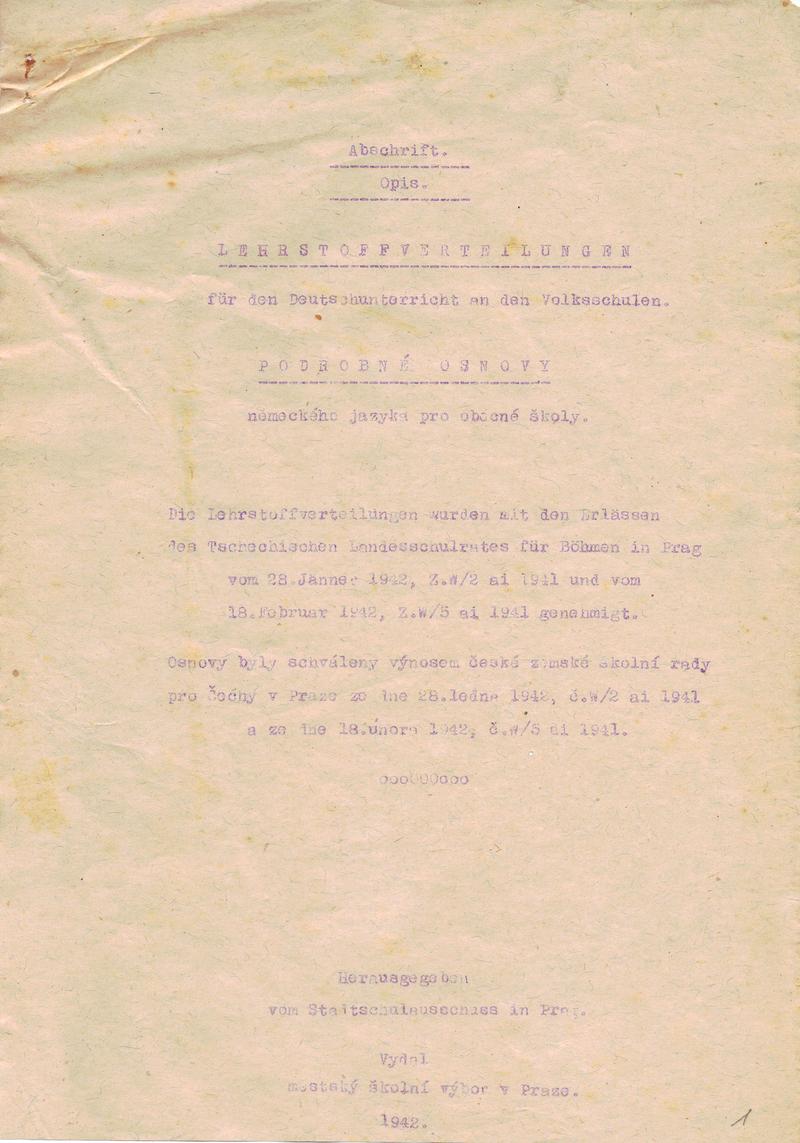 Abschrift.
Opis.
LEHRSTOFFVERTEILUNGEN
für den Deutschunterricht an den Volksschulen.
PODROBNÉ OSNOVY
německého jazyka pro obecné školy.
Die Lehrstoffverteilungen wurden mit den Erlässen
des Tschechischen Landesschulrates für Böhmen in Prag
vom 28.Jänner 1942, Z.W/2 ai 1941 und vom
18.Februar 1942, Z.W/5 ai 1941 genehmigt.
Osnovy byly schváleny výnosem české zemské školní rady
pro Čechy v Praze ze dne 28.ledna 1942, č.W/2 ai 1941
a ze dne 18.února 1942, č.W/5 ai 1941.
ooo000ooo
Herausgegeben
vom Stadtschulausschuss in Prag.
Vydal
městský školní výbor v Praze.
1942.
1